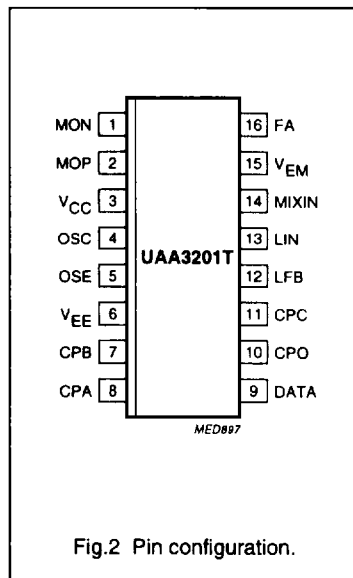 MON 1 16 FA
MOP 2 15 VEM
VCC 3 14 MIXIN
OSC 4 13 LIN
UAA3201T
OSE 5 12 LFB
VEE 6 11 CPC
CPB 7 10 CPO
CPA 8 9 DATA
MED897
Fig.2 Pin configuration.